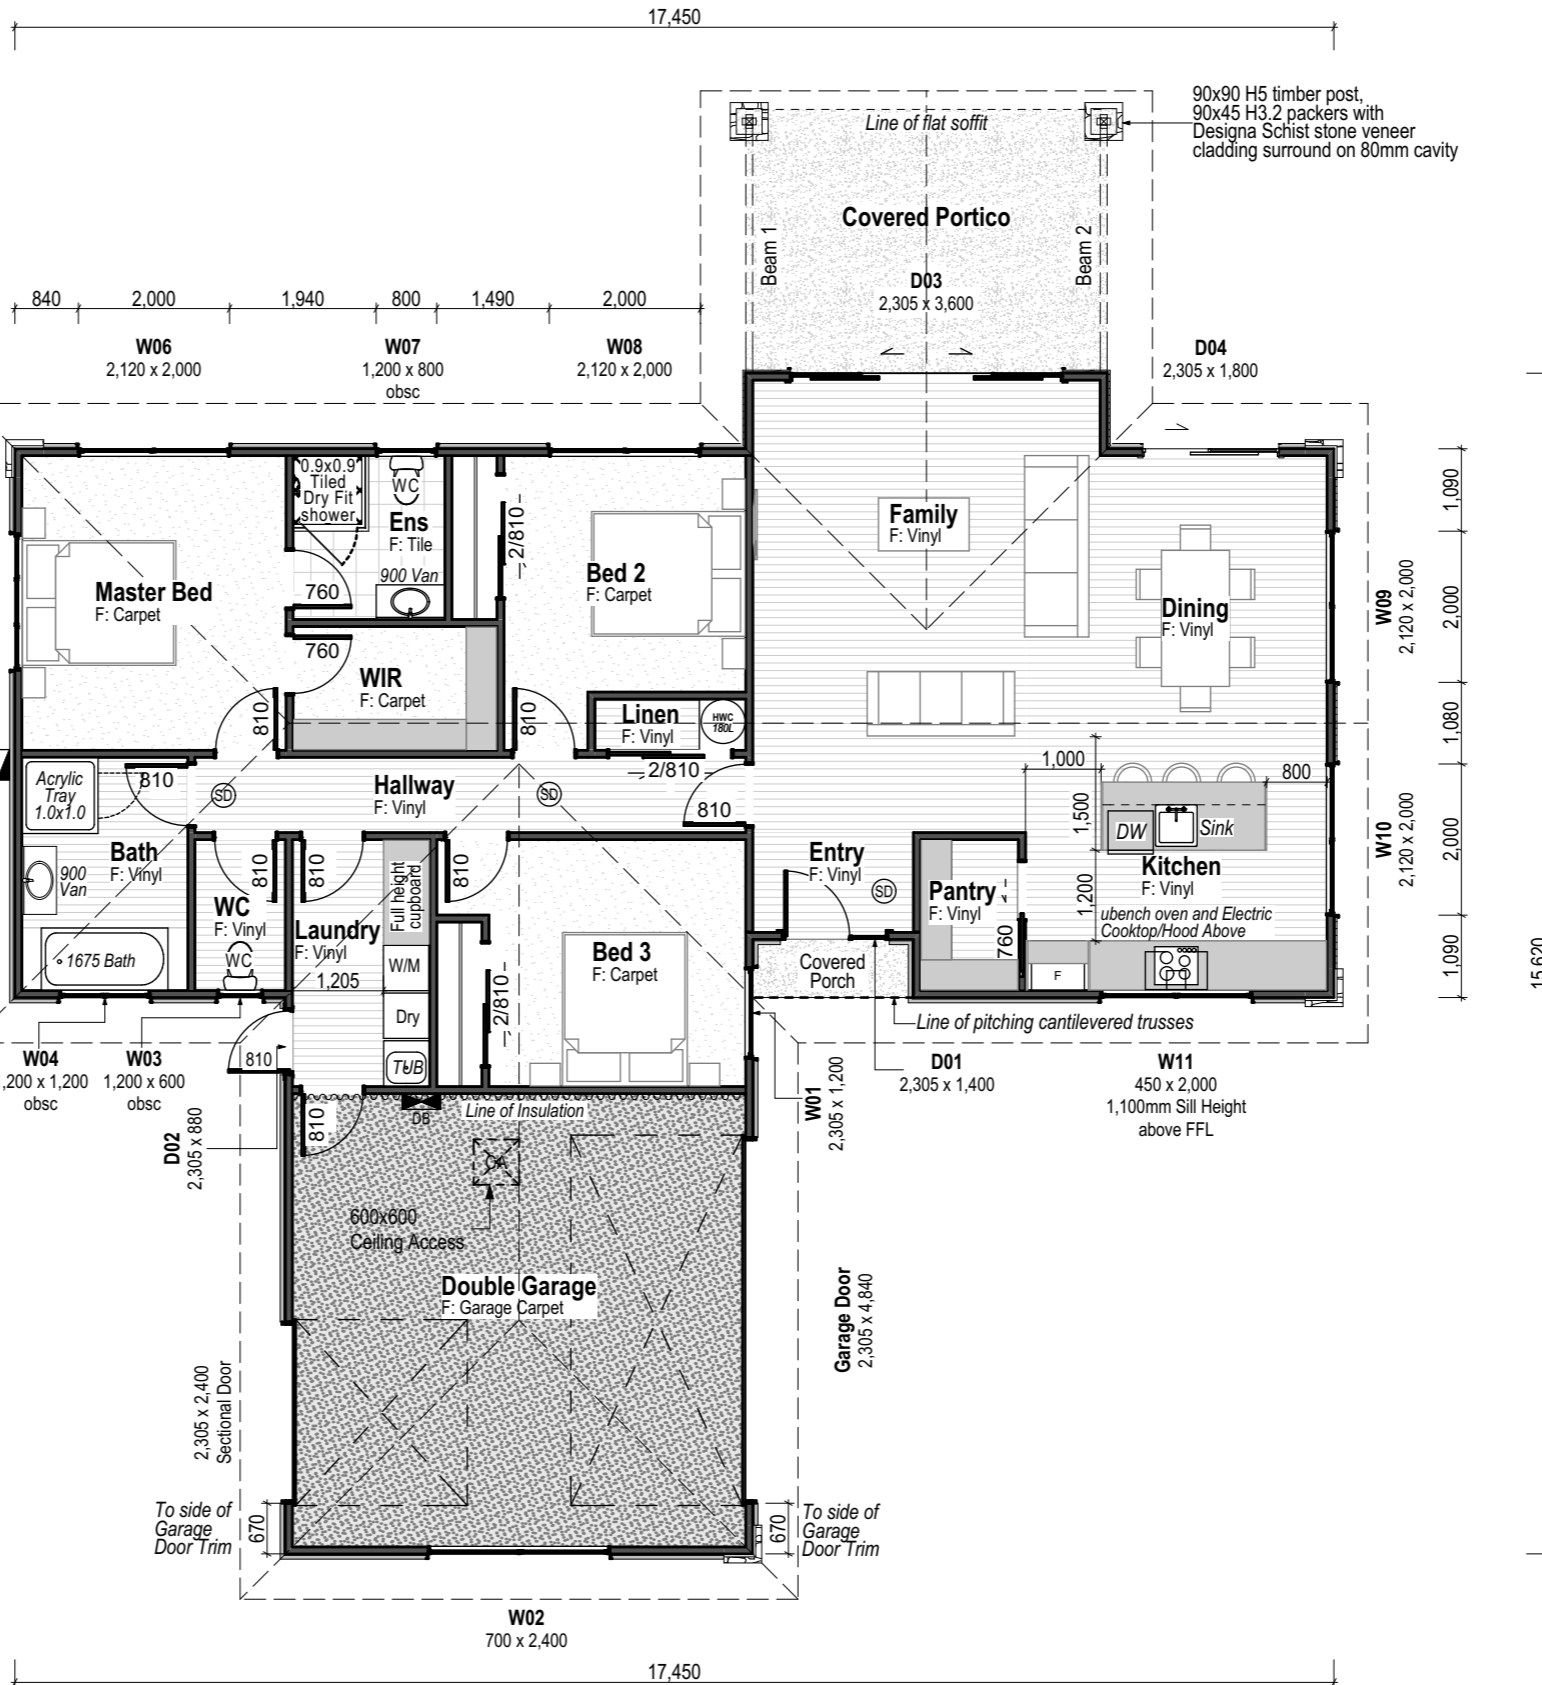 17,450
90x90 H5 timber post,
90x45 H3.2 packers with
Designa Schist stone veneer
cladding surround on 80mm cavity
Line of flat soffit
Covered Portico
Beam 1
Beam 2
D03
2,305 x 3,600
840
2,000
1,940
800
1,490
2,000
W06
2,120 x 2,000
W07
1,200 x 800
obsc
W08
2,120 x 2,000
D04
2,305 x 1,800
0.9x0.9
Tiled
Dry Fit
shower
WC
Ens
F: Tile
900 Van
760
2/810
Master Bed
F: Carpet
Bed 2
F: Carpet
Family
F: Vinyl
Dining
F: Vinyl
1,090
2,000
1,080
2,000
1,090
W09
2,120 x 2,000
W10
2,120 x 2,000
15,620
760
WIR
F: Carpet
810
810
Linen
F: Vinyl
HWC
180L
2/810
810
Acrylic
Tray
1.0x1.0
810
SD
Hallway
F: Vinyl
SD
1,000
800
1,500
DW
Sink
Kitchen
F: Vinyl
1,200
ubench oven and Electric
Cooktop/Hood Above
F
Bath
F: Vinyl
900
Van
1675 Bath
810
WC
F: Vinyl
WC
810
Laundry
F: Vinyl
1,205
Full height
cupboard
W/M
Dry
TUB
810
Bed 3
F: Carpet
2/810
Entry
F: Vinyl
SD
Pantry
F: Vinyl
760
Covered
Porch
Line of pitching cantilevered trusses
W04
,200 x 1,200
obsc
W03
1,200 x 600
obsc
810
D02
2,305 x 880
W01
2,305 x 1,200
D01
2,305 x 1,400
W11
450 x 2,000
1,100mm Sill Height
above FFL
810
DB
Line of Insulation
CA
600x600
Ceiling Access
Double Garage
F: Garage Carpet
Garage Door
2,305 x 4,840
2,305 x 2,400
Sectional Door
To side of
Garage
Door Trim
670
670
To side of
Garage
Door Trim
W02
700 x 2,400
17,450